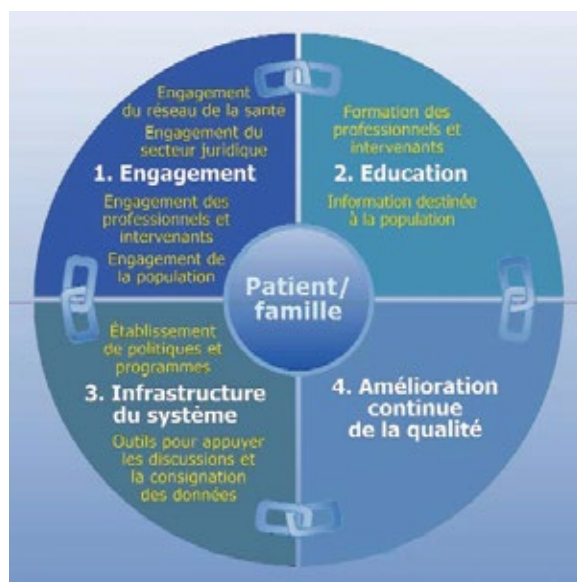 Engagement
du réseau de la santé
Engagement du
secteur juridique
1. Engagement
Engagement des
professionnels et
intervenants
Engagement de
la population
Formation des
professionnels et
intervenants
2. Education
Information destinée
à la population
Patient/
famille
Établissement
de politiques et
programmes
3. Infrastructure
du système
Outils pour appuyer
les discussions et
la consignation
des données
4. Amélioration
continue
de la qualité